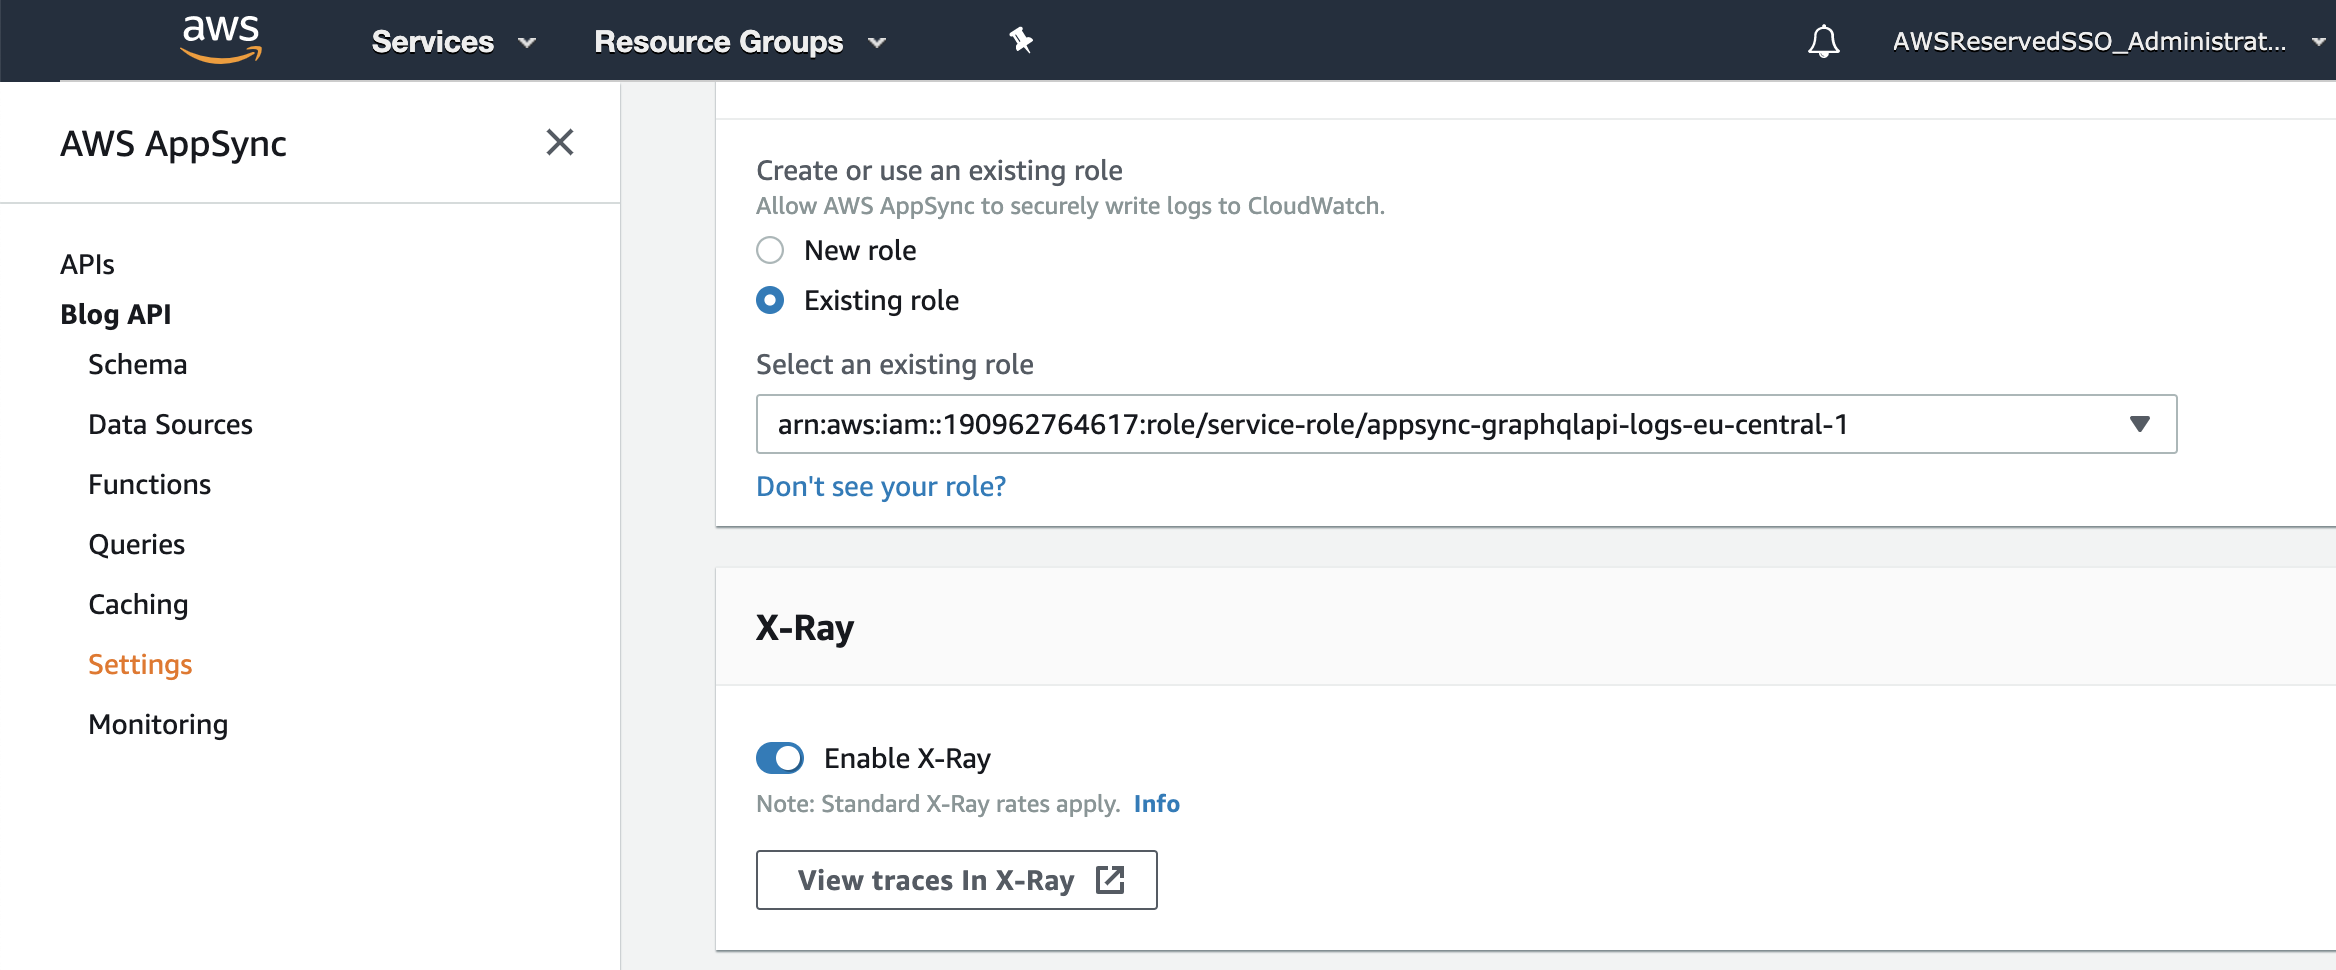 aws Services Resource Groups AWSReservedSSO_Administrat...
AWS AppSync
APIs
Blog API
Schema
Data Sources
Functions
Queries
Caching
Settings
Monitoring
Create or use an existing role
Allow AWS AppSync to securely write logs to CloudWatch.
New role
Existing role
Select an existing role
arn:aws:iam::190962764617:role/service-role/appsync-graphqlapi-logs-eu-central-1
Don't see your role?
X-Ray
Enable X-Ray
Note: Standard X-Ray rates apply. Info
View traces In X-Ray